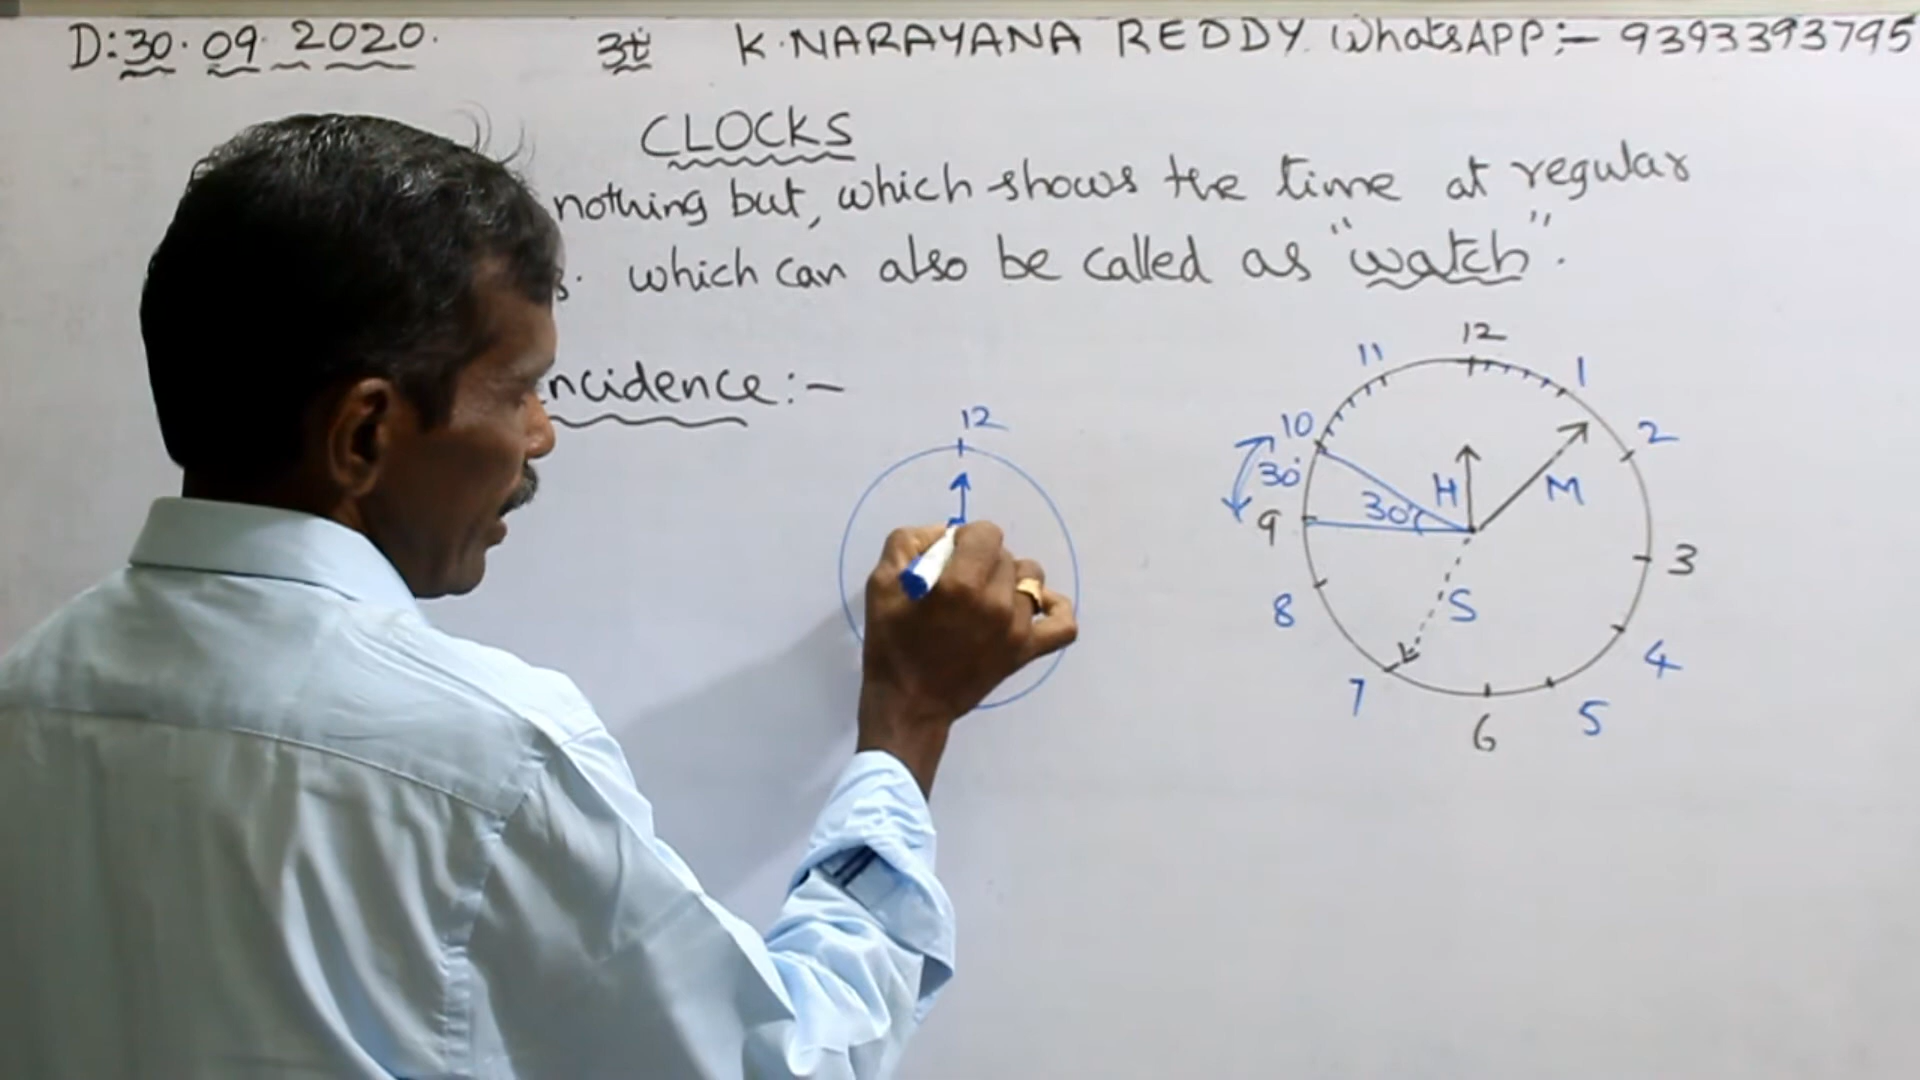 D:30.09.2020. 3t K.NARAYANA REDDY WhatsAPP:- 9393393795
CLOCKS
nothing but, which shows the time at regular
s. which can also be called as "watch".
ncidence:-
12
12
11
1
10
2
30°
H
M
9
30°
3
S
8
4
7
5
6